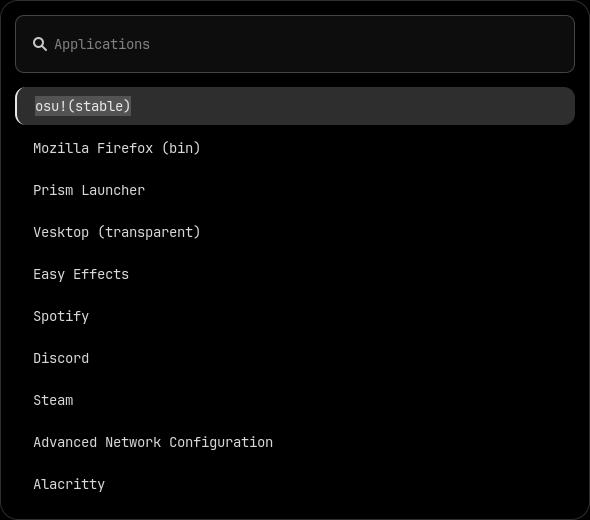 Applications
osu!(stable)
Mozilla Firefox (bin)
Prism Launcher
Vesktop (transparent)
Easy Effects
Spotify
Discord
Steam
Advanced Network Configuration
Alacritty